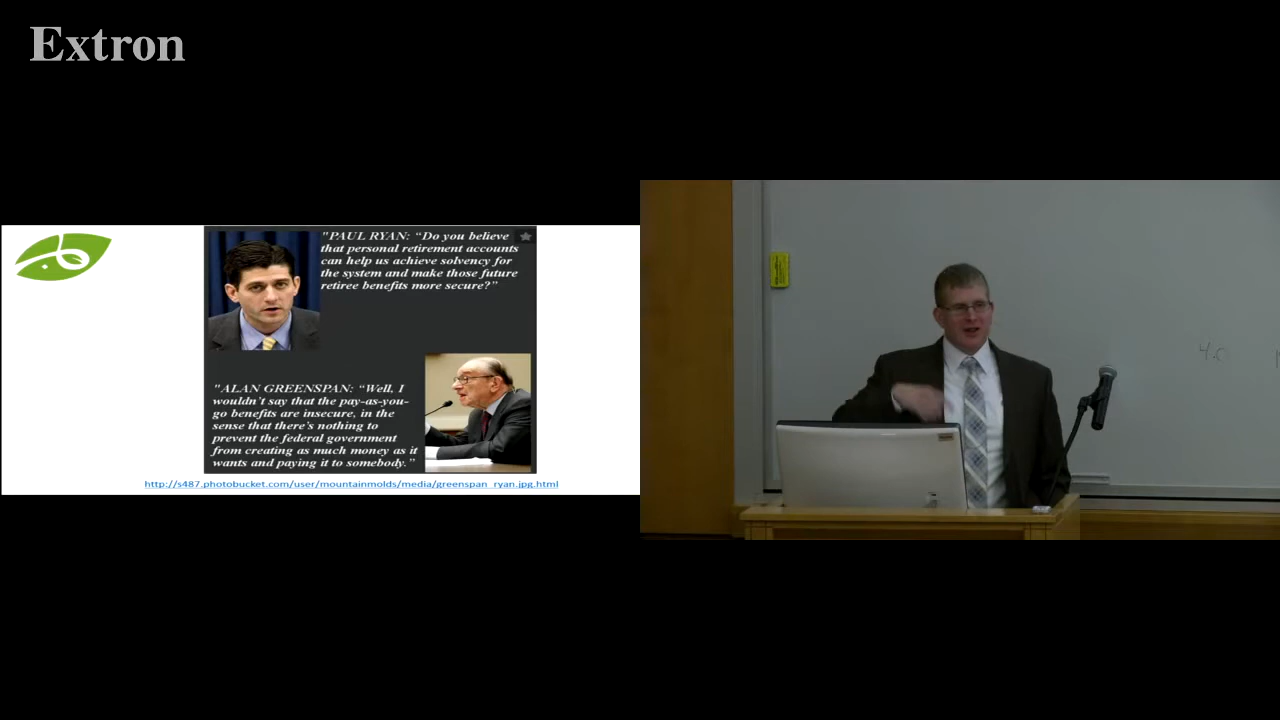 Extron
"PAUL RYAN: “Do you believe
that personal retirement accounts
can help us achieve solvency for
the system and make those future
retiree benefits more secure?”
"ALAN GREENSPAN: “Well, I
wouldn’t say that the pay-as-you-
go benefits are insecure, in the
sense that there’s nothing to
prevent the federal government
from creating as much money as it
wants and paying it to somebody.”
http://s487.photobucket.com/user/mountainmolds/media/greenspan_ryan.jpg.html
4.0